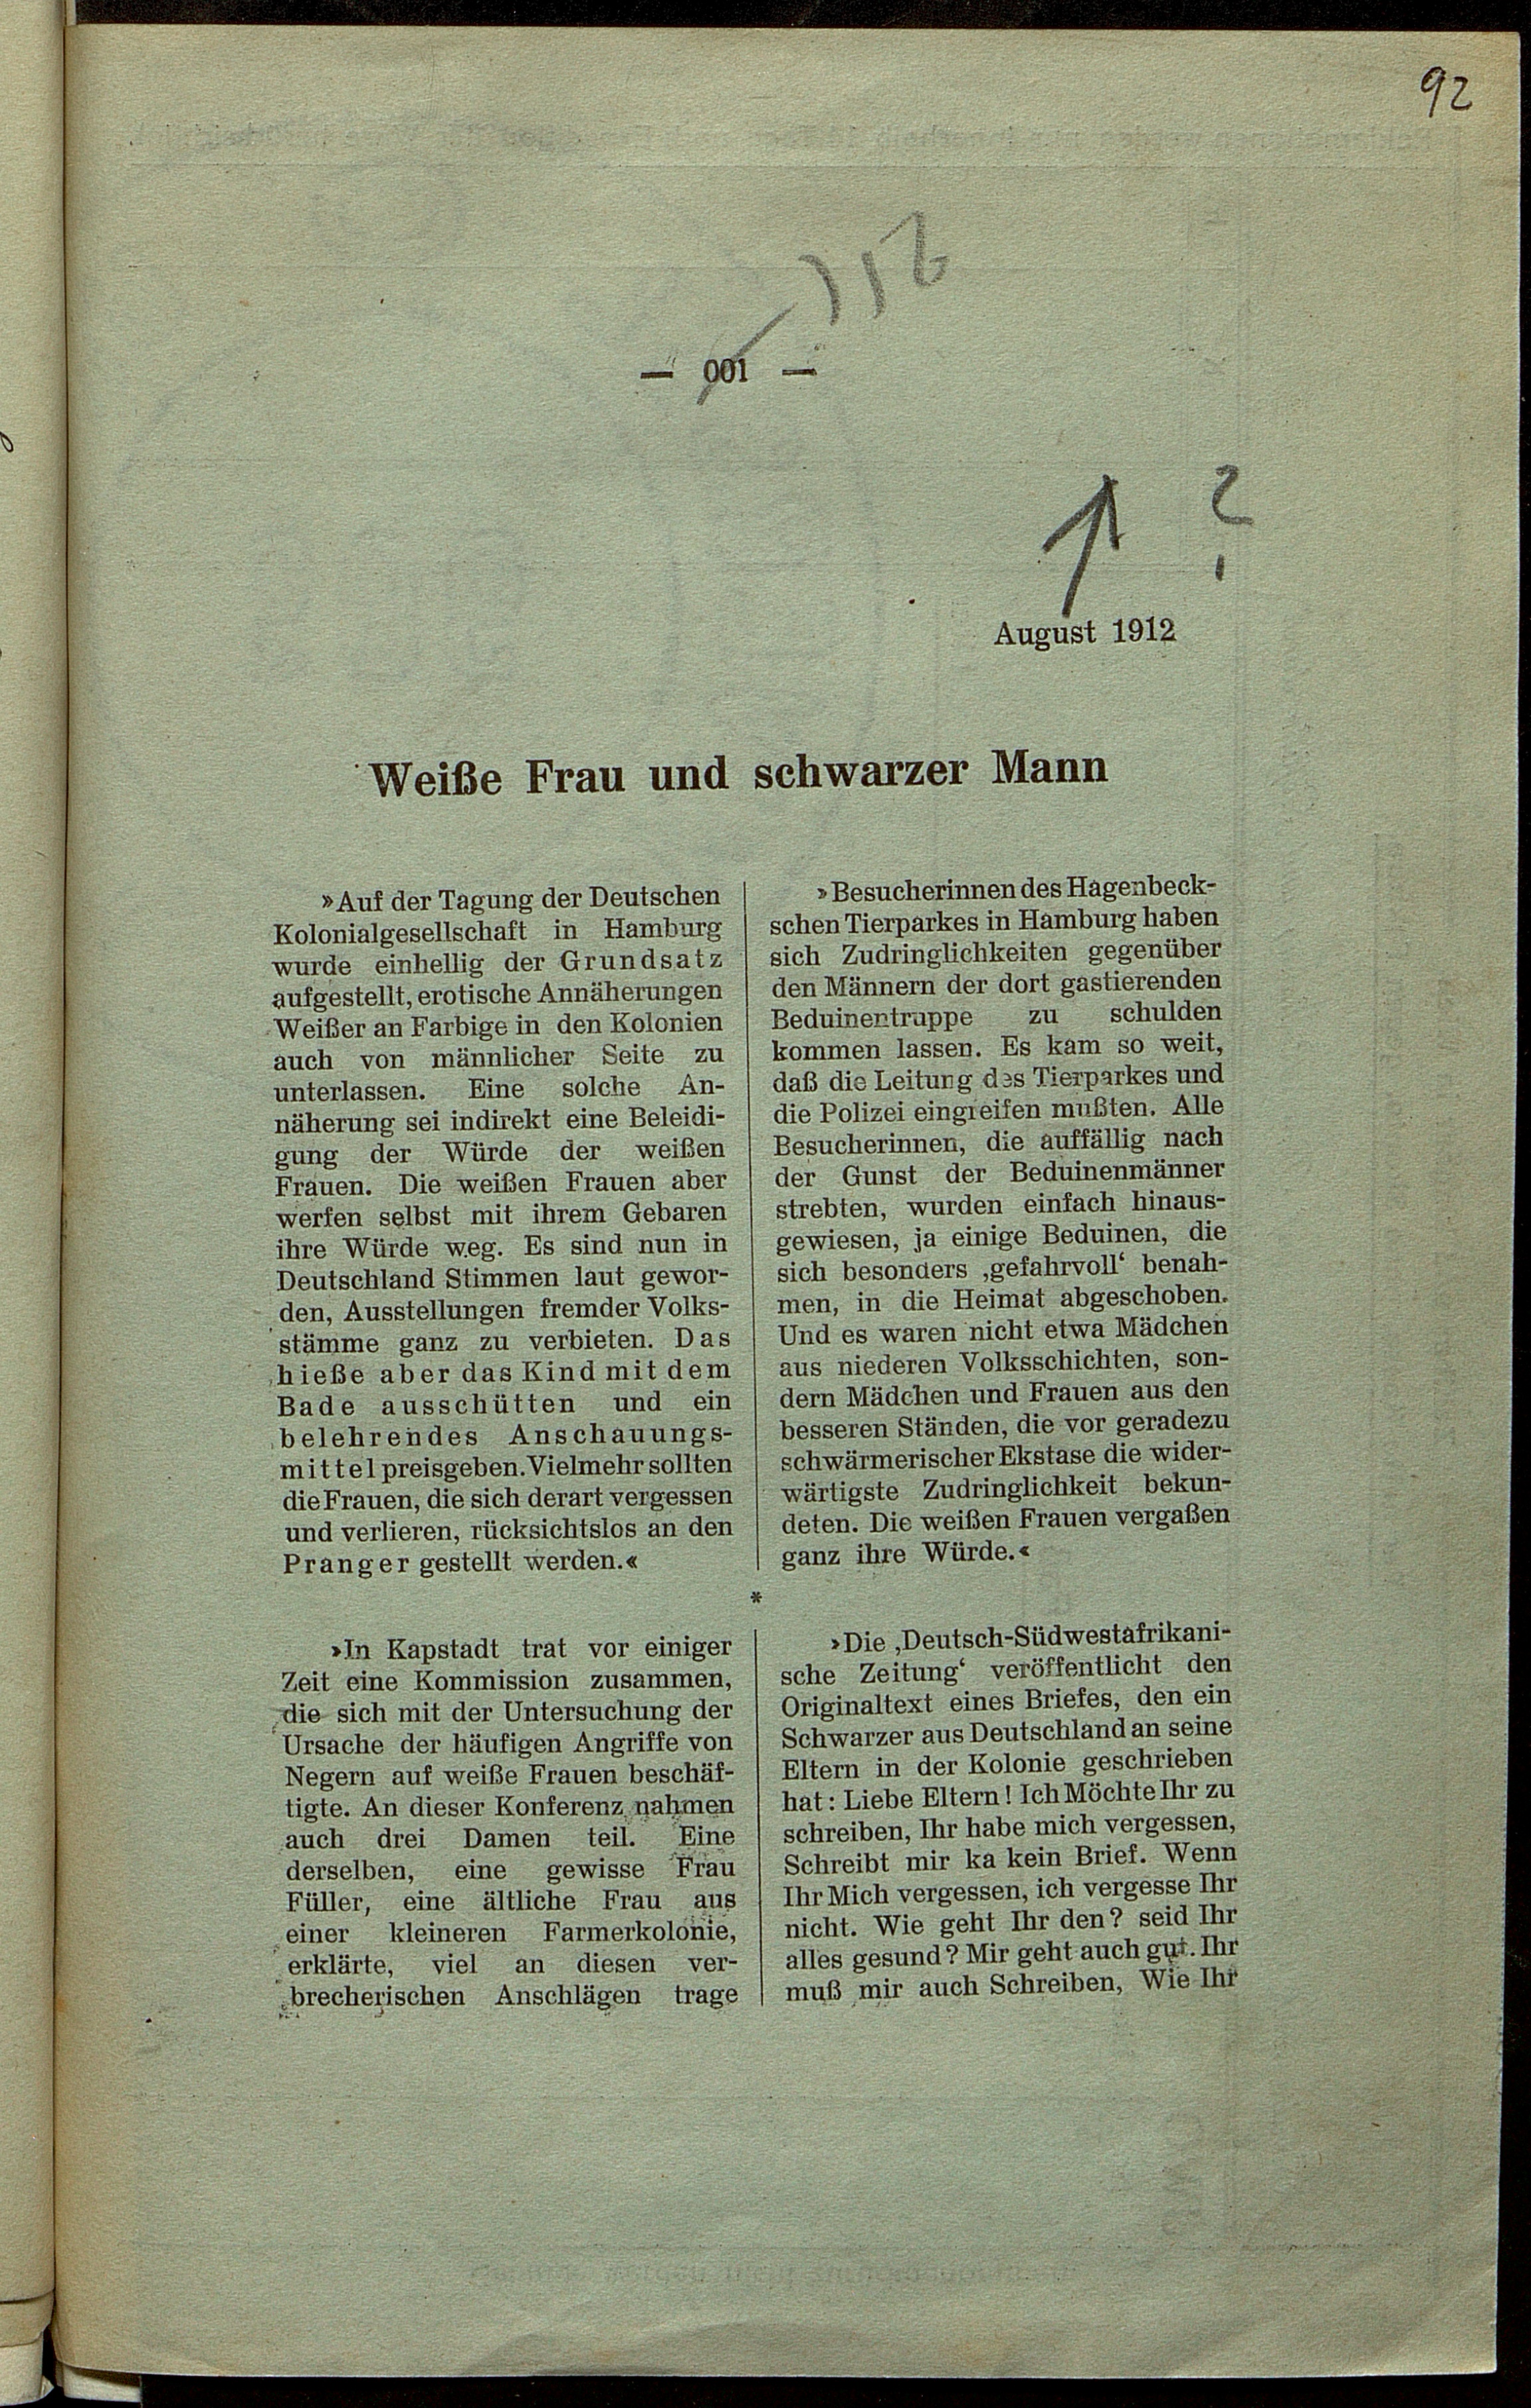 92
112
— 001 —
?
August 1912
Weiße Frau und schwarzer Mann
»Auf der Tagung der Deutschen
Kolonialgesellschaft in Hamburg
wurde einhellig der Grundsatz
aufgestellt, erotische Annäherungen
Weißer an Farbige in den Kolonien
auch von männlicher Seite zu
unterlassen. Eine solche An-
näherung sei indirekt eine Beleidi-
gung der Würde der weißen
Frauen. Die weißen Frauen aber
werfen selbst mit ihrem Gebaren
ihre Würde weg. Es sind nun in
Deutschland Stimmen laut gewor-
den, Ausstellungen fremder Volks-
stämme ganz zu verbieten. Das
hieße aber das Kind mit dem
Bade ausschütten und ein
belehrendes Anschauungs-
mittel preisgeben. Vielmehr sollten
die Frauen, die sich derart vergessen
und verlieren, rücksichtslos an den
Pranger gestellt werden.«
»Besucherinnen des Hagenbeck-
schen Tierparkes in Hamburg haben
sich Zudringlichkeiten gegenüber
den Männern der dort gastierenden
Beduinentruppe zu schulden
kommen lassen. Es kam so weit,
daß die Leitung des Tierparkes und
die Polizei eingreifen mußten. Alle
Besucherinnen, die auffällig nach
der Gunst der Beduinenmänner
strebten, wurden einfach hinaus-
gewiesen, ja einige Beduinen, die
sich besonders ‚gefahrvoll‘ benah-
men, in die Heimat abgeschoben.
Und es waren nicht etwa Mädchen
aus niederen Volksschichten, son-
dern Mädchen und Frauen aus den
besseren Ständen, die vor geradezu
schwärmerischer Ekstase die wider-
wärtigste Zudringlichkeit bekun-
deten. Die weißen Frauen vergaßen
ganz ihre Würde.«
*
»In Kapstadt trat vor einiger
Zeit eine Kommission zusammen,
die sich mit der Untersuchung der
Ursache der häufigen Angriffe von
Negern auf weiße Frauen beschäf-
tigte. An dieser Konferenz nahmen
auch drei Damen teil. Eine
derselben, eine gewisse Frau
Füller, eine ältliche Frau aus
einer kleineren Farmerkolonie,
erklärte, viel an diesen ver-
brecherischen Anschlägen trage
»Die ‚Deutsch-Südwestafrikani-
sche Zeitung‘ veröffentlicht den
Originaltext eines Briefes, den ein
Schwarzer aus Deutschland an seine
Eltern in der Kolonie geschrieben
hat: Liebe Eltern! Ich Möchte Ihr zu
schreiben, Ihr habe mich vergessen,
Schreibt mir ka kein Brief. Wenn
Ihr Mich vergessen, ich vergesse Ihr
nicht. Wie geht Ihr den? seid Ihr
alles gesund? Mir geht auch gut. Ihr
muß mir auch Schreiben, Wie Ihr